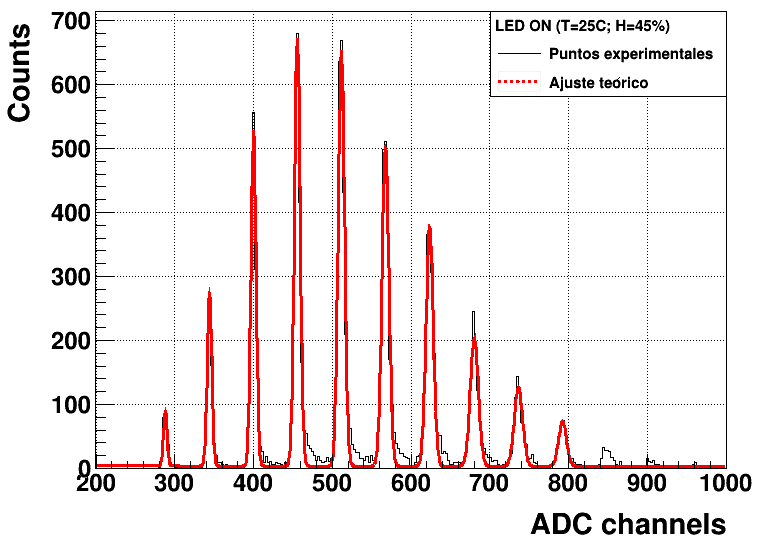 LED ON (T=25C; H=45%)
Puntos experimentales
Ajuste teórico
Counts
700
600
500
400
300
200
100
0
200 300 400 500 600 700 800 900 1000
ADC channels